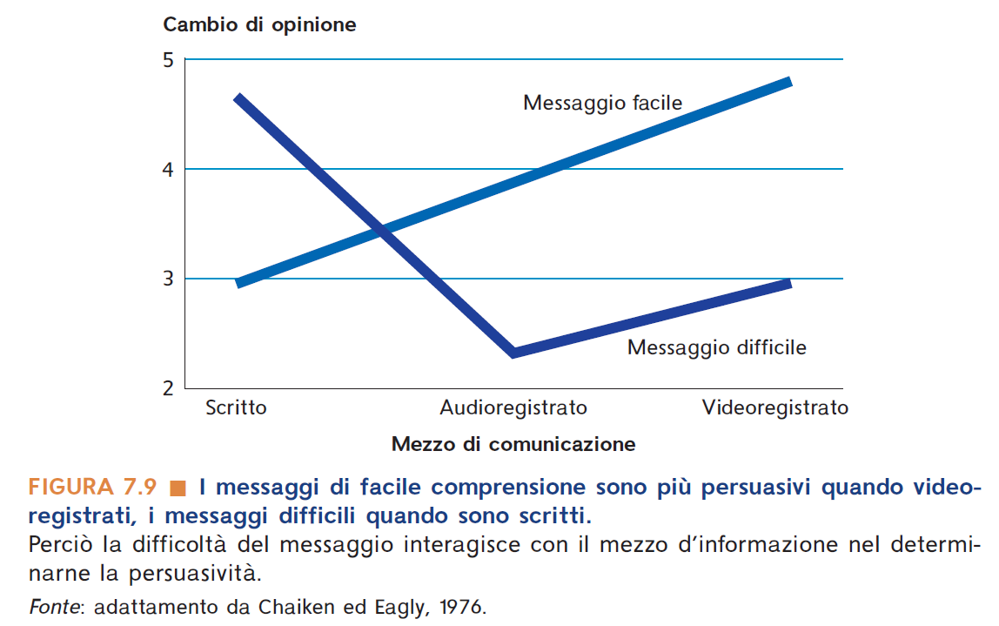 Cambio di opinione
5
Messaggio facile
4
3
Messaggio difficile
2
Scritto Audioregistrato Videoregistrato
Mezzo di comunicazione
FIGURA 7.9 ■ I messaggi di facile comprensione sono più persuasivi quando video-
registrati, i messaggi difficili quando sono scritti.
Perciò la difficoltà del messaggio interagisce con il mezzo d'informazione nel determi-
narne la persuasività.
Fonte: adattamento da Chaiken ed Eagly, 1976.